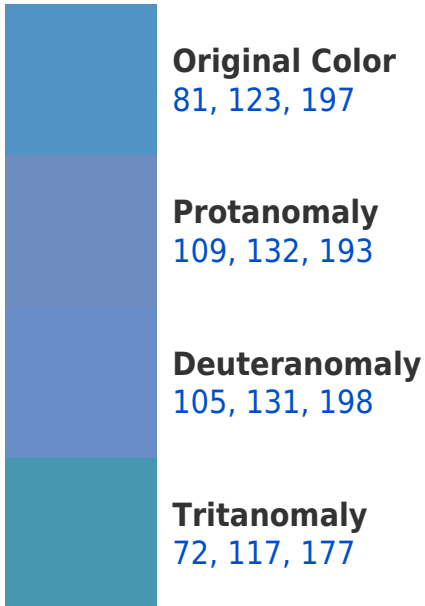 Original Color
81, 123, 197
Protanomaly
109, 132, 193
Deuteranomaly
105, 131, 198
Tritanomaly
72, 117, 177